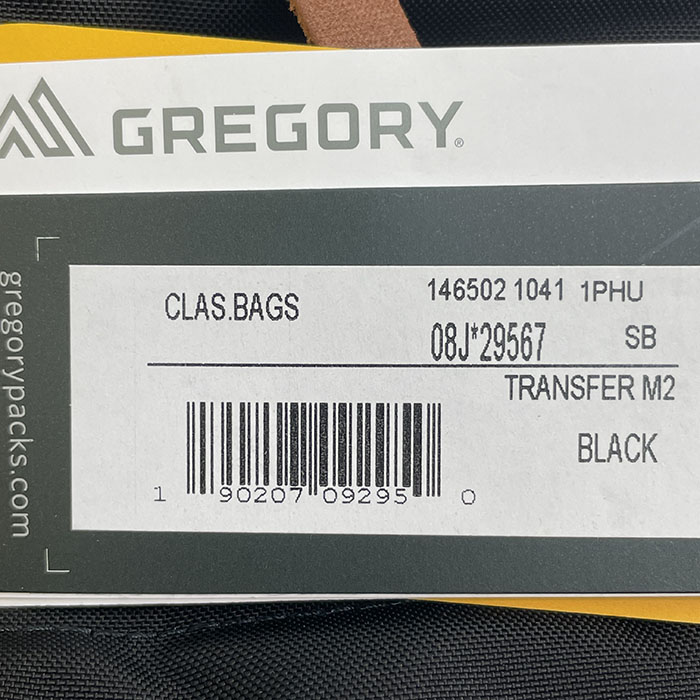 GREGORY®
gregorypacks.com
CLAS.BAGS
146502 1041 1PHU
08J*29567 SB
TRANSFER M2
BLACK
1 90207 09295 0